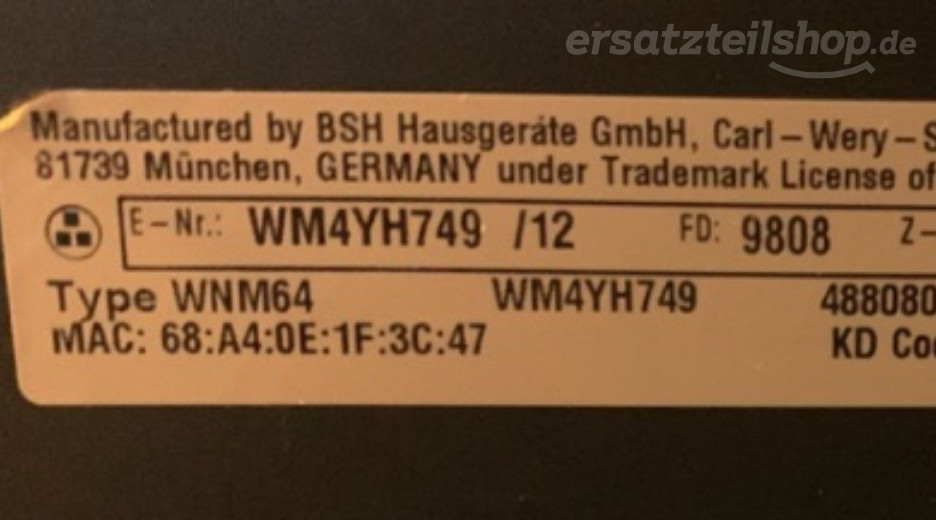 ersatzteilshop.de
Manufactured by BSH Hausgeräte GmbH, Carl-Wery-S
81739 München, GERMANY under Trademark License of
E-Nr.: WM4YH749 /12 FD: 9808 Z-
Type WNM64 WM4YH749 488080
MAC: 68:A4:0E:1F:3C:47 KD Cod